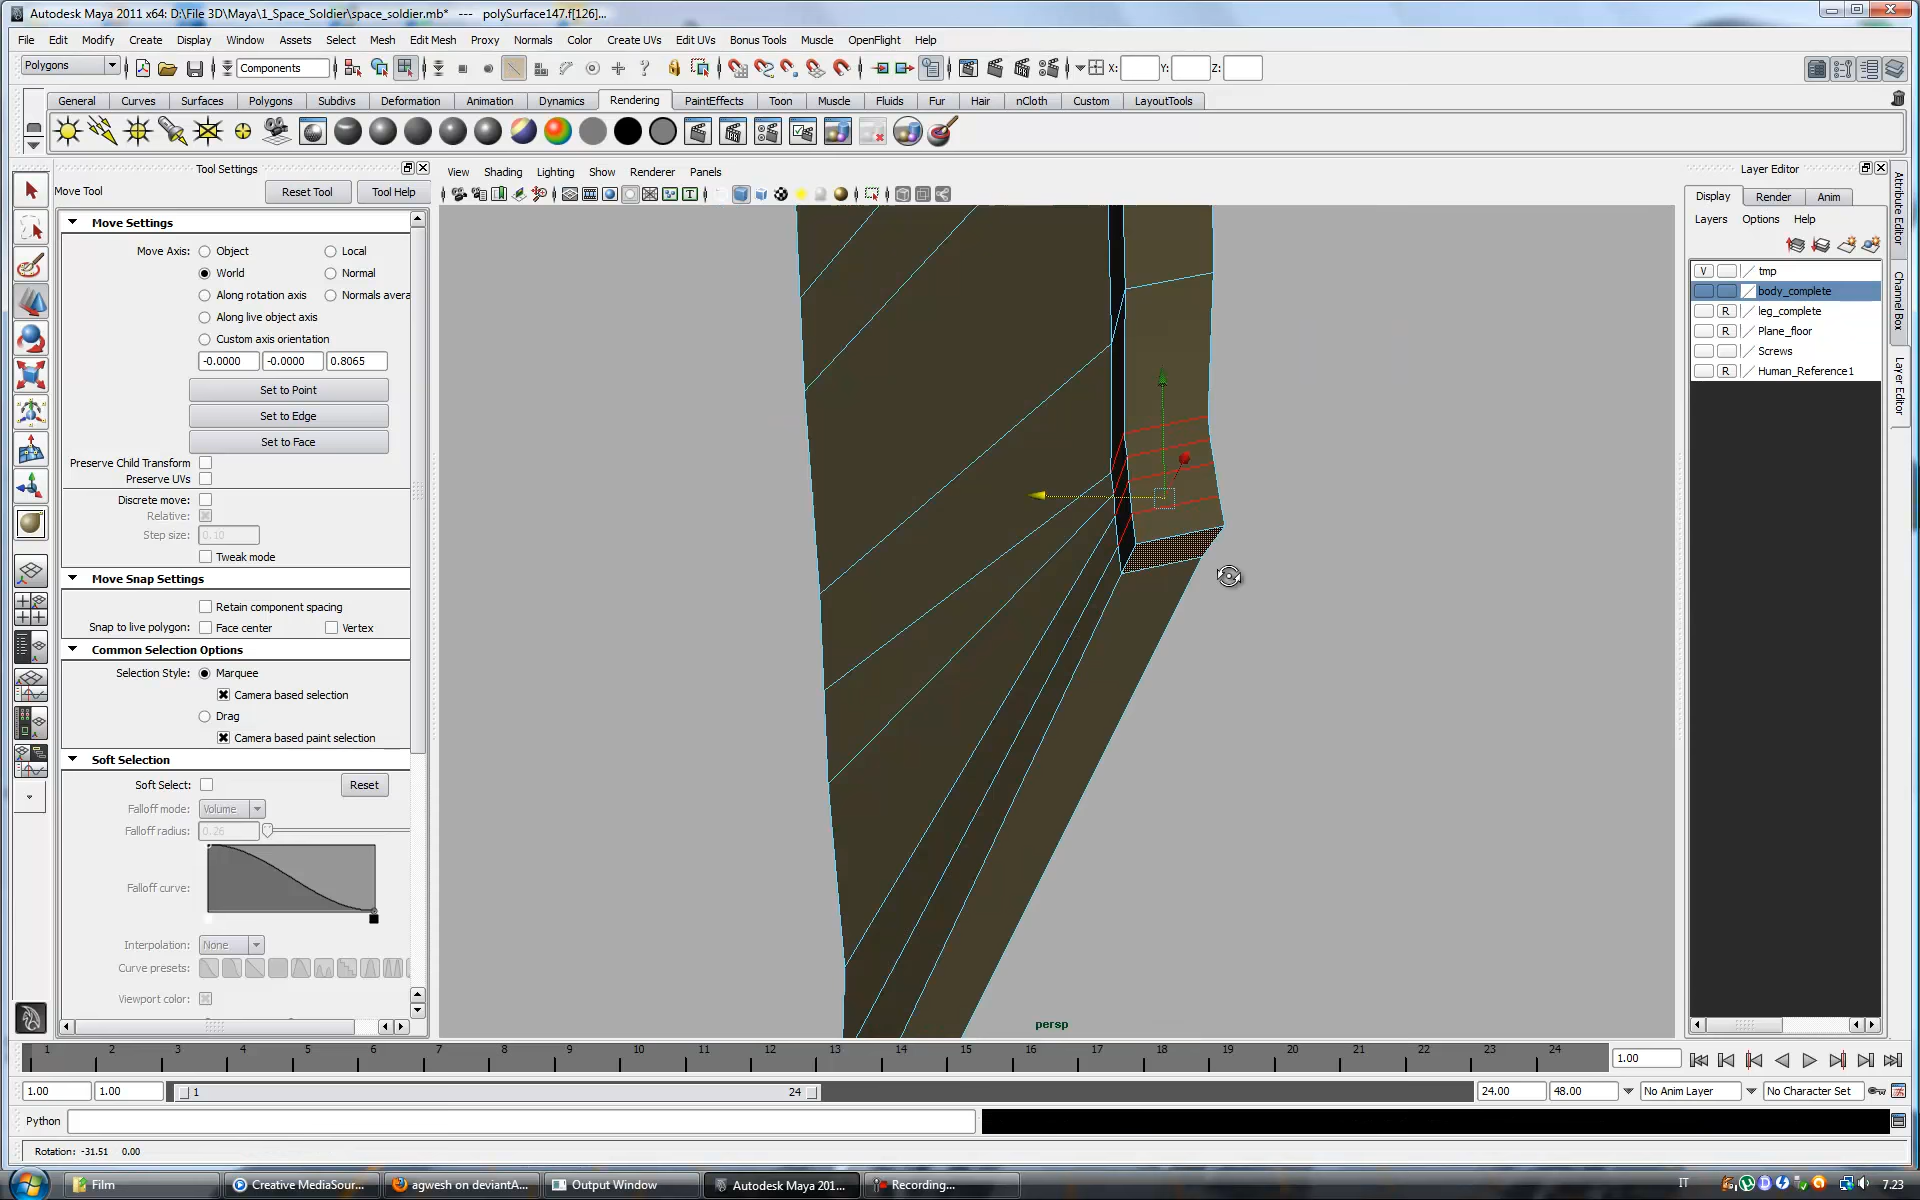 Autodesk Maya 2011 x64: D:\File 3D\Maya\1_Space_Soldier\space_soldier.mb* --- polySurface147.f[126]...
File Edit Modify Create Display Window Assets Select Mesh Edit Mesh Proxy Normals Color Create UVs Edit UVs Bonus Tools Muscle OpenFlight Help
Polygons Components X: Y: Z:
General Curves Surfaces Polygons Subdivs Deformation Animation Dynamics Rendering PaintEffects Toon Muscle Fluids Fur Hair nCloth Custom LayoutTools
Tool Settings
Move Tool Reset Tool Tool Help
Move Settings
Move Axis: Object Local
World Normal
Along rotation axis Normals avera
Along live object axis
Custom axis orientation
-0.0000 -0.0000 0.8065
Set to Point
Set to Edge
Set to Face
Preserve Child Transform
Preserve UVs
Discrete move:
Relative:
Step size: 0.10
Tweak mode
Move Snap Settings
Retain component spacing
Snap to live polygon: Face center Vertex
Common Selection Options
Selection Style: Marquee
Camera based selection
Drag
Camera based paint selection
Soft Selection
Soft Select: Reset
Falloff mode: Volume
Falloff radius: 0.26
Falloff curve:
Interpolation: None
Curve presets:
Viewport color:
View Shading Lighting Show Renderer Panels
persp
Layer Editor
Display Render Anim
Layers Options Help
V tmp
body_complete
R leg_complete
R Plane_floor
Screws
R Human_Reference1
Attribute Editor
Channel Box
Layer Editor
1 2 3 4 5 6 7 8 9 10 11 12 13 14 15 16 17 18 19 20 21 22 23 24 1.00
1.00 1.00 1 24 24.00 48.00 No Anim Layer No Character Set
Python
Rotation: -31.51 0.00
Film Creative MediaSour... agwesh on deviantA... Output Window Autodesk Maya 201... Recording... IT 7.23